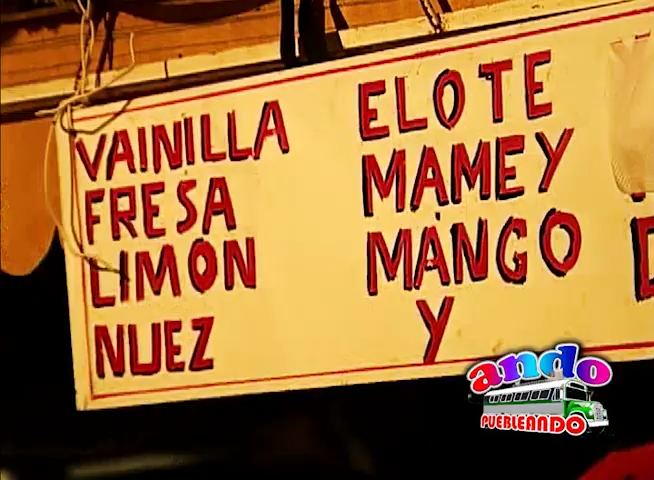 VAINILLA
FRESA
LIMON
NUEZ
ELOTE
MAMEY
MANGO
Y
ando
PUEBLEANDO